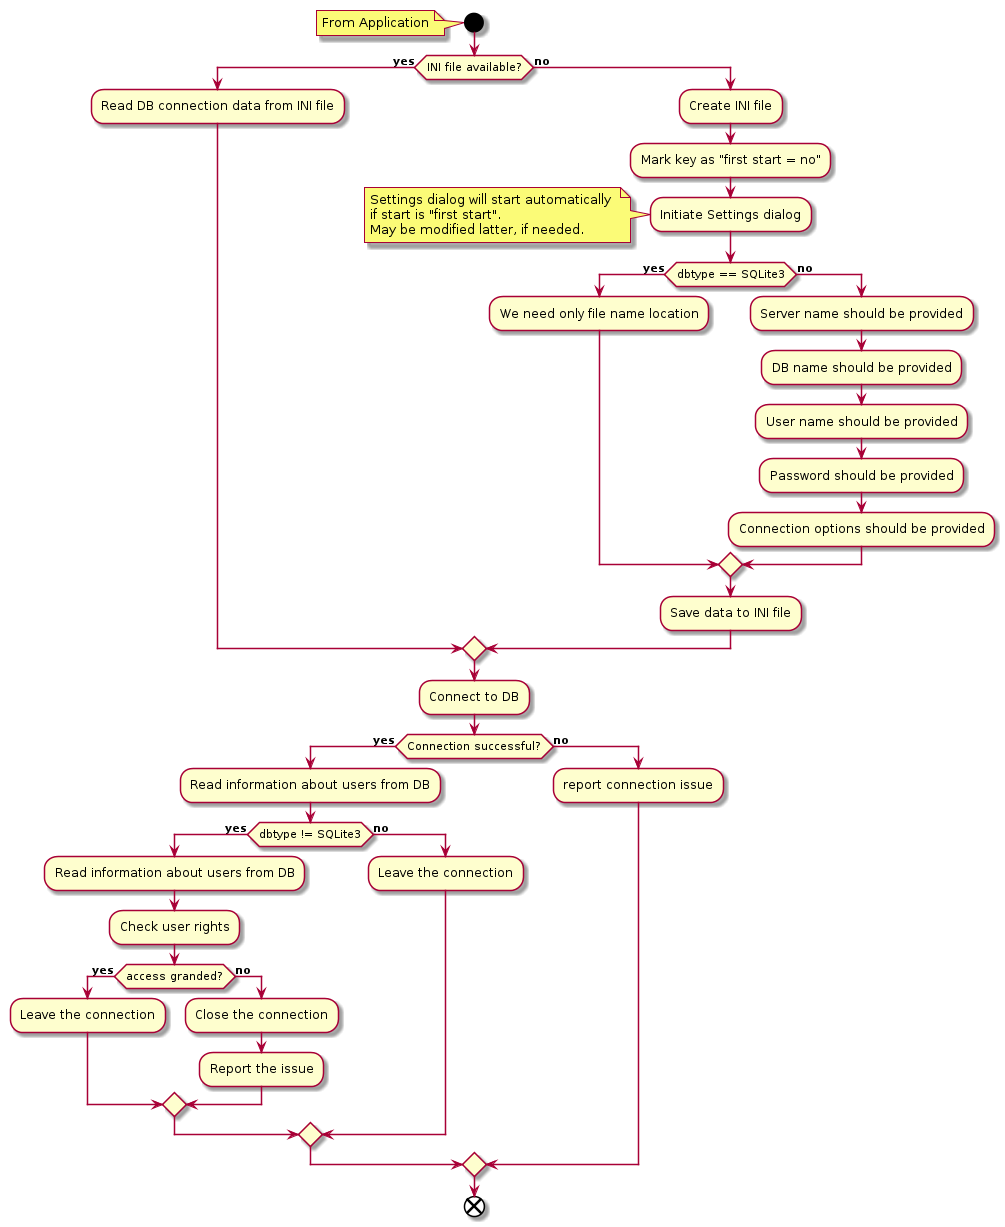 From Application
INI file available?
yes
no
Read DB connection data from INI file
Create INI file
Mark key as "first start = no"
Settings dialog will start automatically
if start is "first start".
May be modified latter, if needed.
Initiate Settings dialog
dbtype == SQLite3
yes
no
We need only file name location
Server name should be provided
DB name should be provided
User name should be provided
Password should be provided
Connection options should be provided
Save data to INI file
Connect to DB
Connection successful?
yes
no
Read information about users from DB
report connection issue
dbtype != SQLite3
yes
no
Read information about users from DB
Leave the connection
Check user rights
access granded?
yes
no
Leave the connection
Close the connection
Report the issue